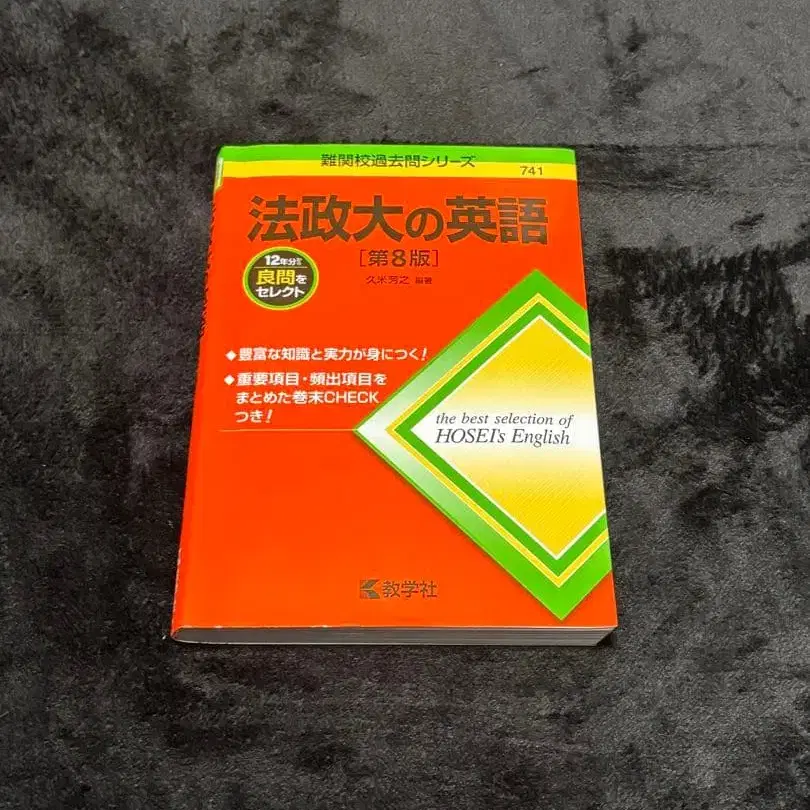 難関校過去問シリーズ
741
法政大の英語
[第8版]
久米芳之 編著
12年分から
良問を
セレクト
◆豊富な知識と実力が身につく!
◆重要項目・頻出項目を
まとめた巻末CHECK
つき!
the best selection of
HOSEI's English
教学社